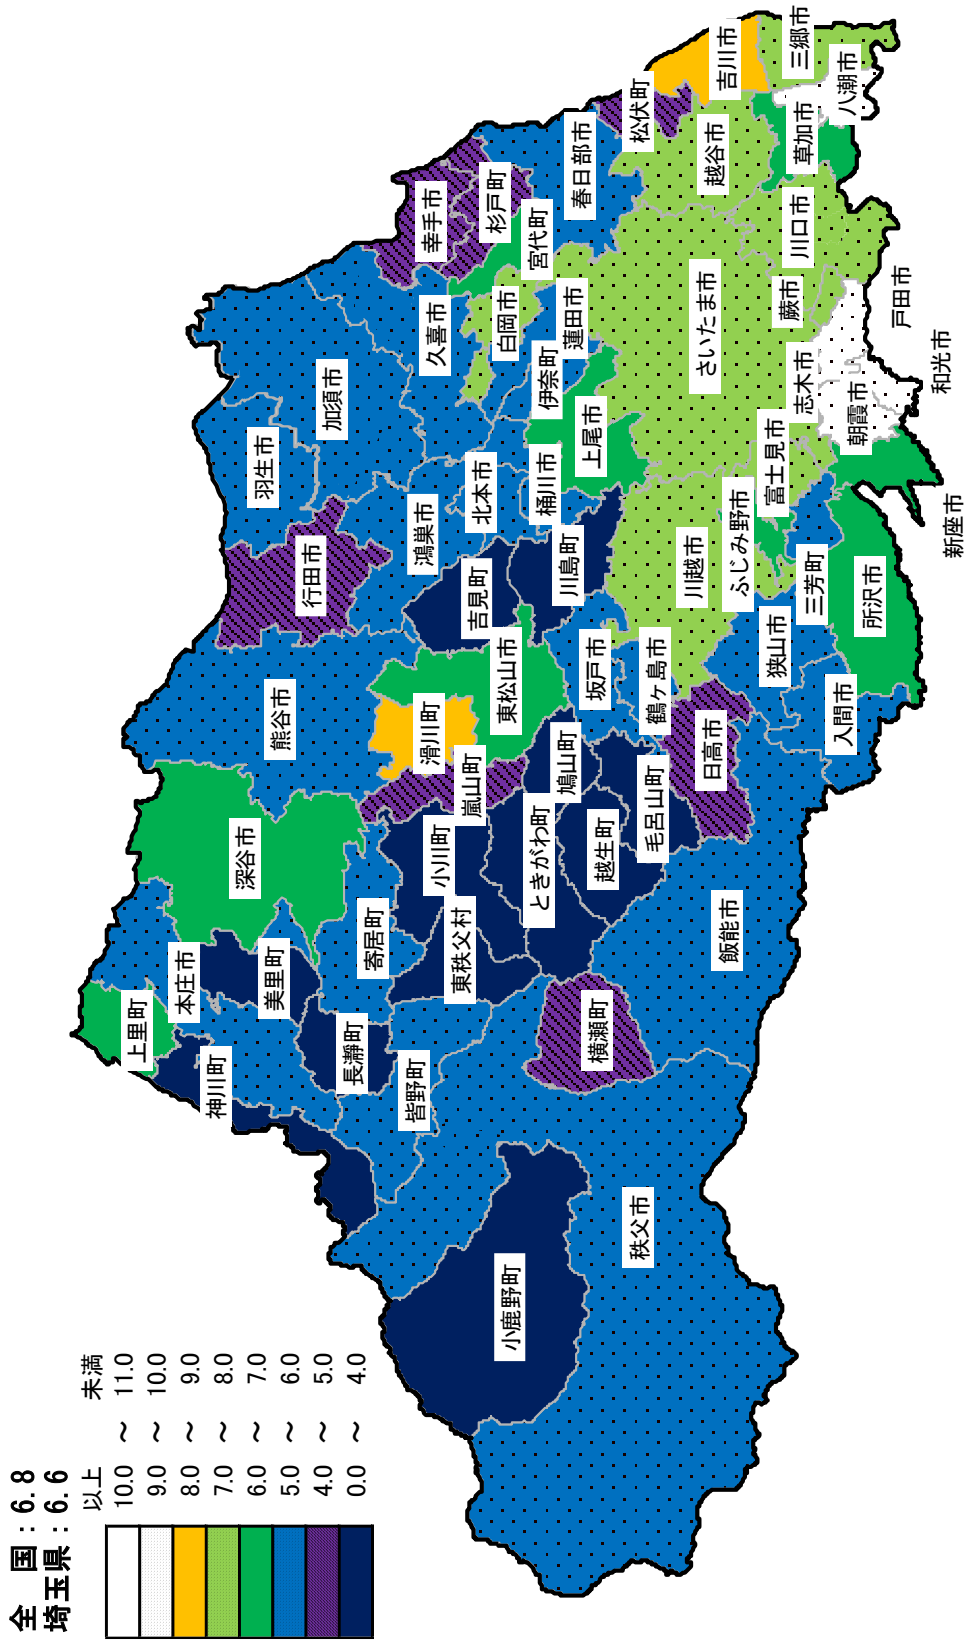 全　国：6.8
埼玉県：6.6
以上　未満
10.0 ～ 11.0
9.0 ～ 10.0
8.0 ～ 9.0
7.0 ～ 8.0
6.0 ～ 7.0
5.0 ～ 6.0
4.0 ～ 5.0
0.0 ～ 4.0
上里町
本庄市
神川町
美里町
深谷市
長瀞町
皆野町
寄居町
小鹿野町
秩父市
横瀬町
東秩父村
小川町
ときがわ町
越生町
毛呂山町
鳩山町
嵐山町
滑川町
東松山市
熊谷市
行田市
羽生市
加須市
鴻巣市
吉見町
川島町
北本市
桶川市
上尾市
伊奈町
久喜市
白岡市
蓮田市
宮代町
幸手市
杉戸町
春日部市
松伏町
吉川市
越谷市
三郷市
八潮市
草加市
川口市
さいたま市
蕨市
戸田市
志木市
朝霞市
和光市
新座市
富士見市
ふじみ野市
三芳町
川越市
坂戸市
鶴ヶ島市
日高市
狭山市
入間市
所沢市
飯能市